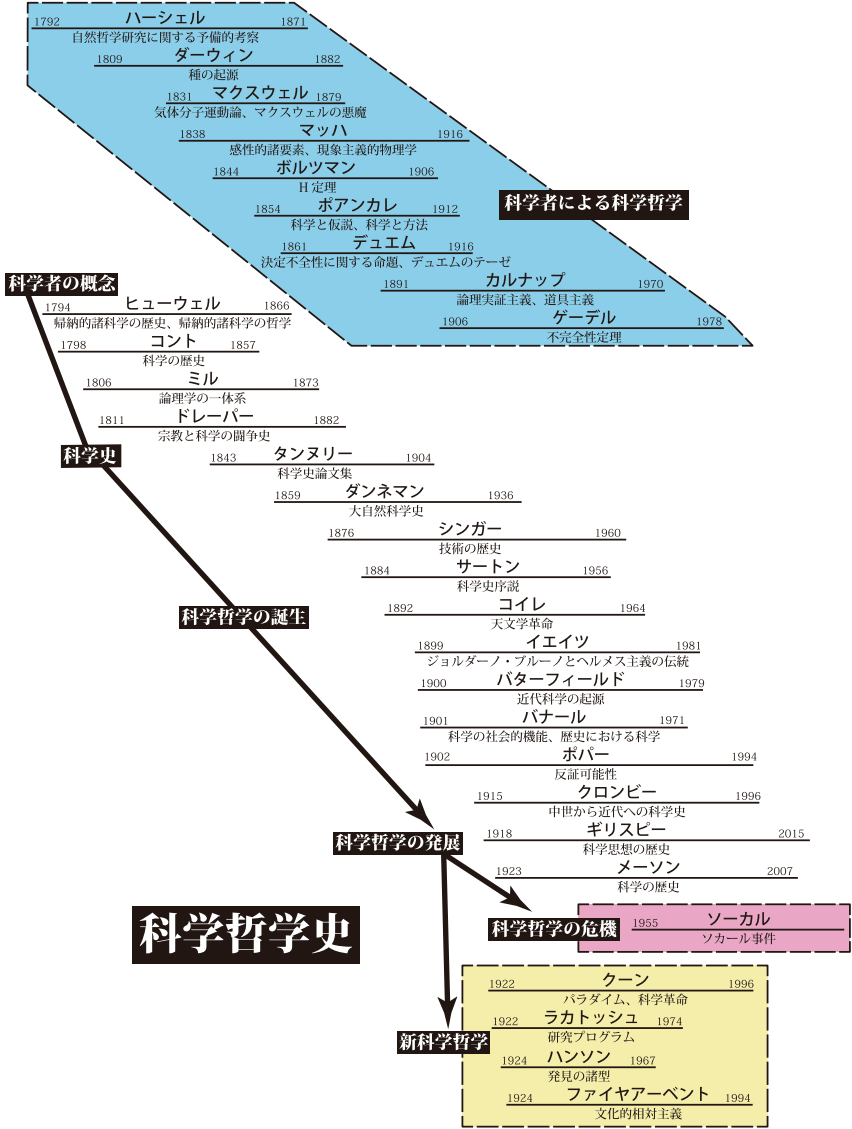 1792 ハーシェル 1871
自然哲学研究に関する予備的考察
1809 ダーウィン 1882
種の起源
1831 マクスウェル 1879
気体分子運動論、マクスウェルの悪魔
1838 マッハ 1916
感性的諸要素、現象主義的物理学
1844 ボルツマン 1906
H 定理
1854 ポアンカレ 1912
科学と仮説、科学と方法
科学者による科学哲学
1861 デュエム 1916
決定不全性に関する命題、デュエムのテーゼ
1891 カルナップ 1970
論理実証主義、道具主義
1906 ゲーデル 1978
不完全性定理
科学者の概念
1794 ヒューウェル 1866
帰納的諸科学の歴史、帰納的諸科学の哲学
1798 コント 1857
科学の歴史
1806 ミル 1873
論理学の一体系
1811 ドレーパー 1882
宗教と科学の闘争史
科学史
1843 タンヌリー 1904
科学史論文集
1859 ダンネマン 1936
大自然科学史
1876 シンガー 1960
技術の歴史
1884 サートン 1956
科学史序説
1892 コイレ 1964
天文学革命
科学哲学の誕生
1899 イエイツ 1981
ジョルダーノ・ブルーノとヘルメス主義の伝統
1900 バターフィールド 1979
近代科学の起源
1901 バナール 1971
科学の社会的機能、歴史における科学
1902 ポパー 1994
反証可能性
1915 クロンビー 1996
中世から近代への科学史
科学哲学の発展
1918 ギリスピー 2015
科学思想の歴史
1923 メーソン 2007
科学の歴史
科学哲学史
科学哲学の危機
1955 ソーカル
ソカール事件
1922 クーン 1996
パラダイム、科学革命
新科学哲学
1922 ラカトッシュ 1974
研究プログラム
1924 ハンソン 1967
発見の諸型
1924 ファイヤアーベント 1994
文化的相対主義